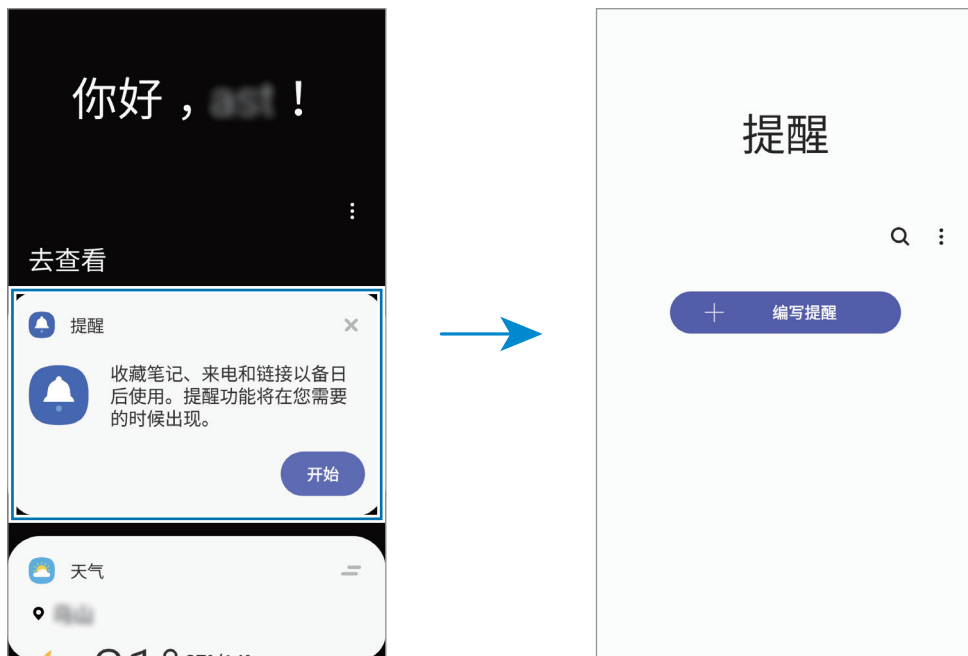 你好，！
去查看
提醒
收藏笔记、来电和链接以备日
后使用。提醒功能将在您需要
的时候出现。
开始
天气
提醒
编写提醒